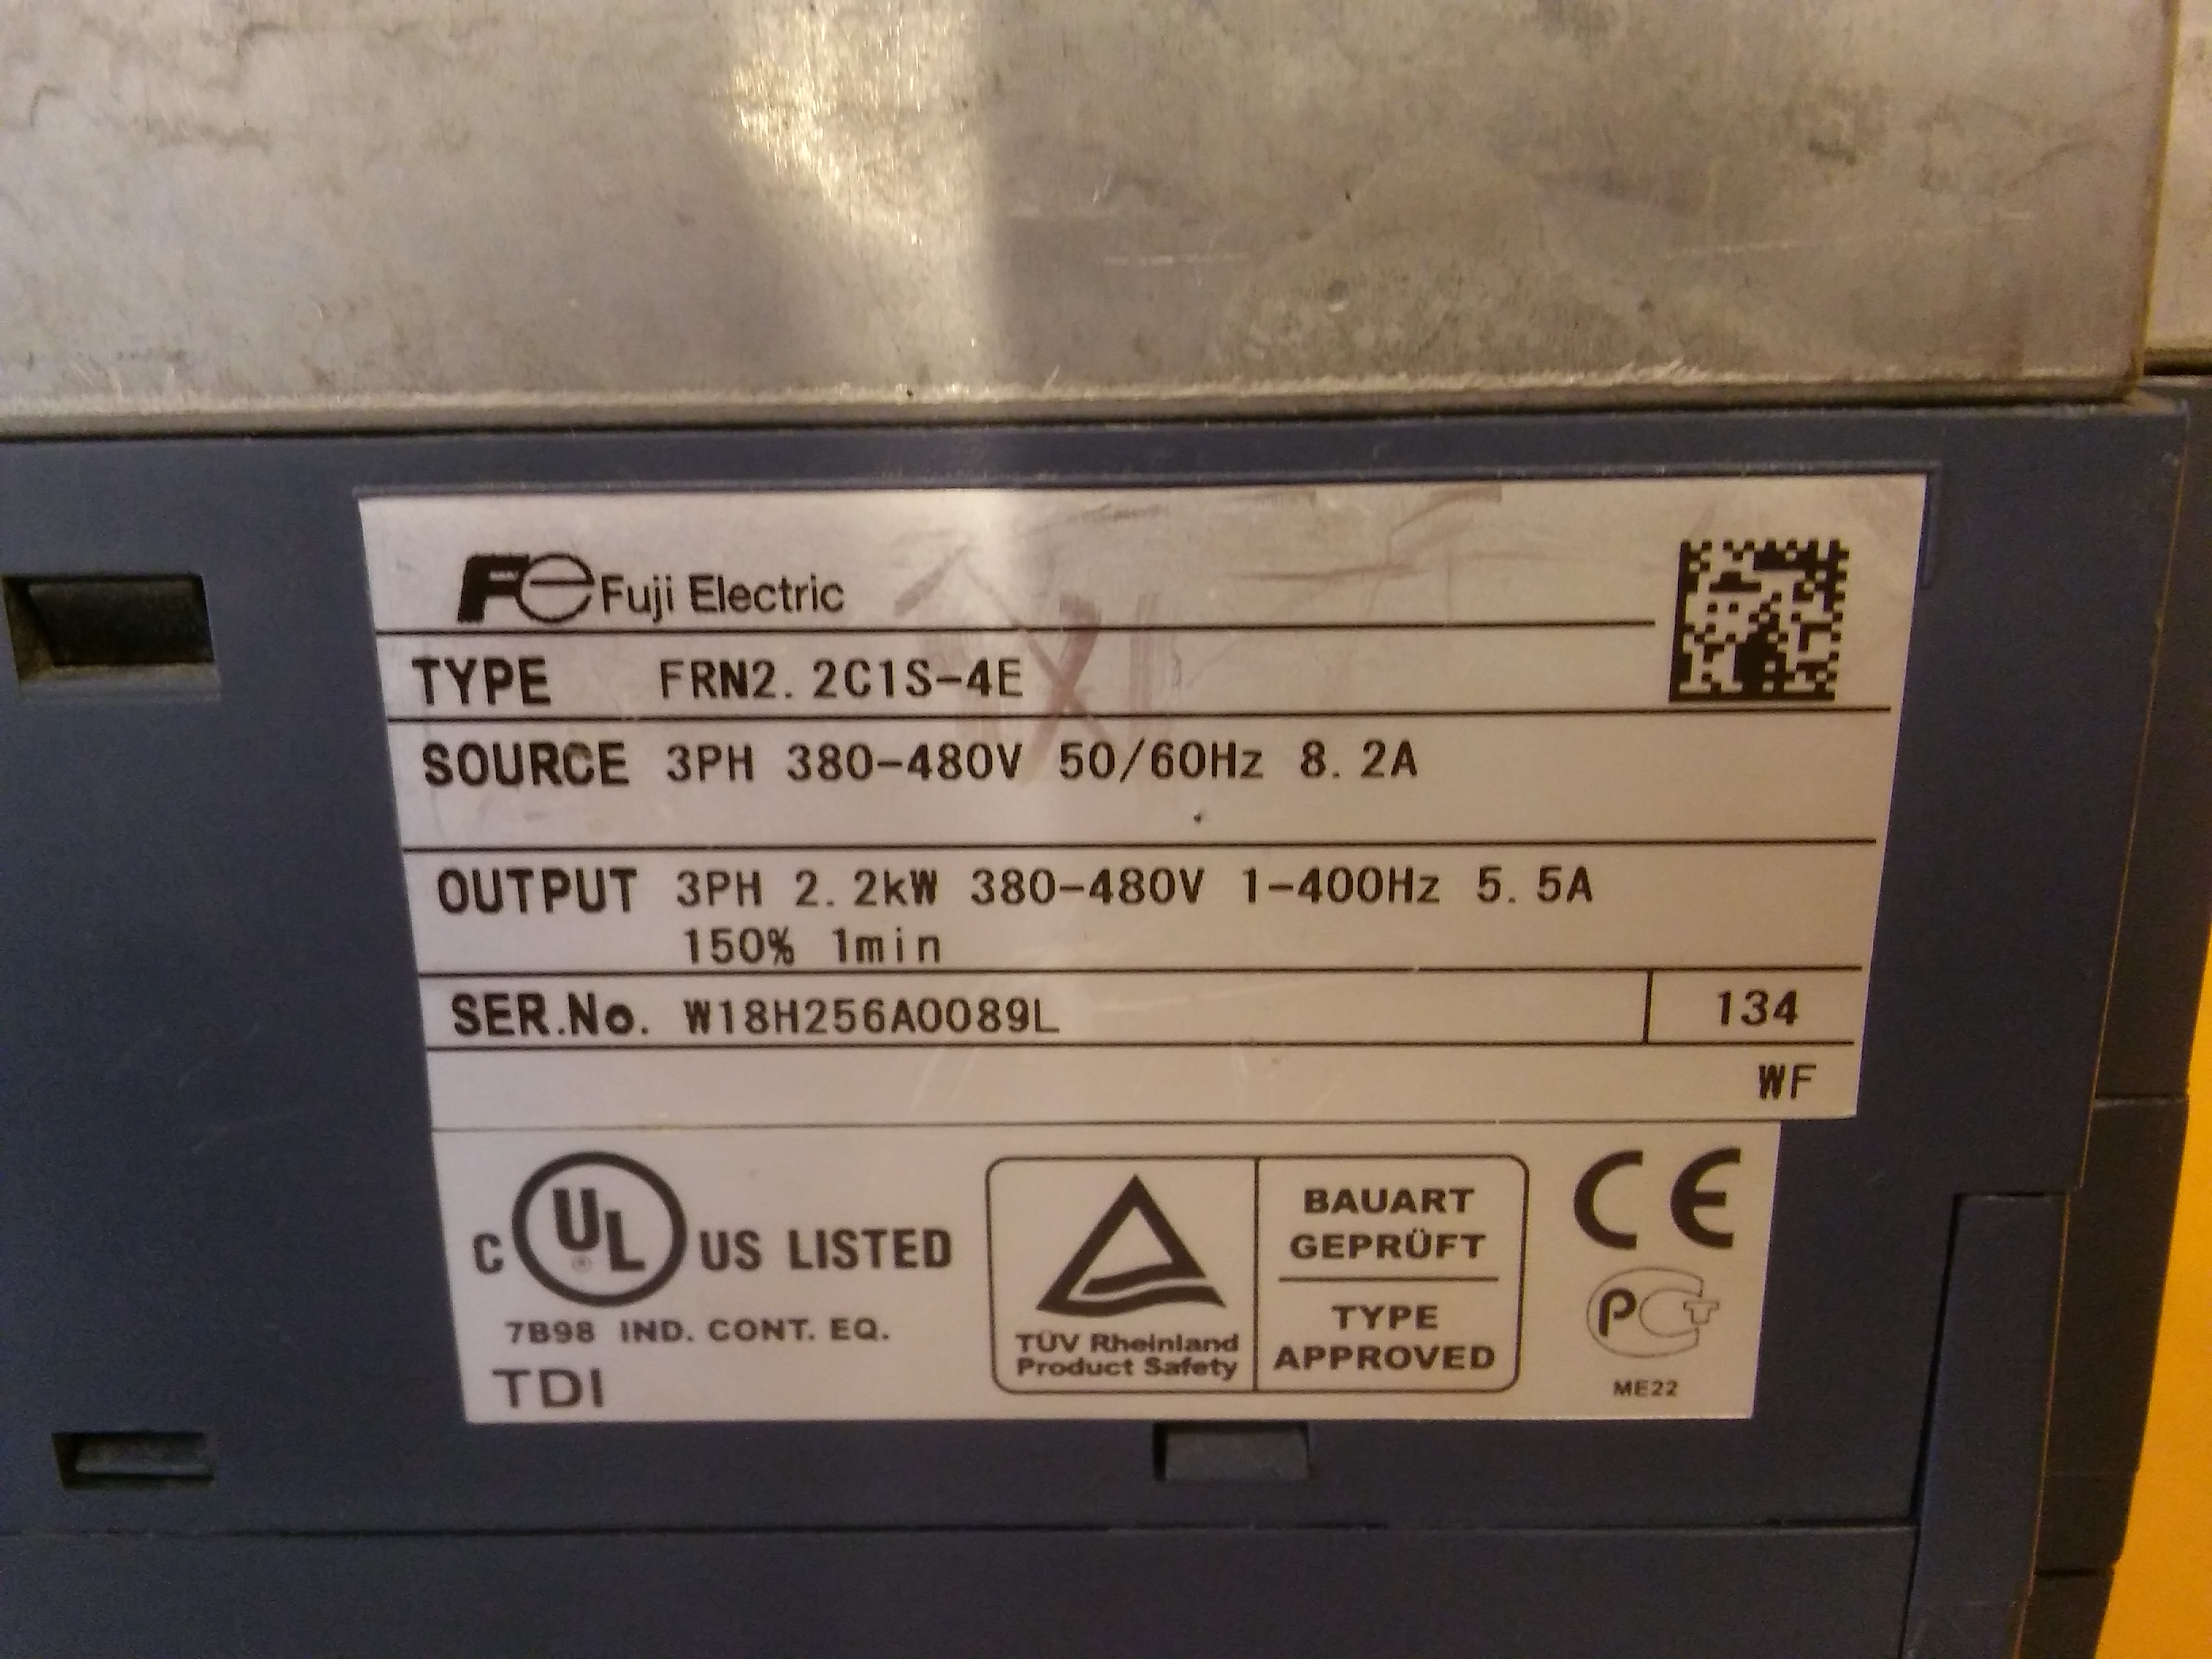 Fe Fuji Electric
TYPE FRN2.2C1S-4E
SOURCE 3PH 380-480V 50/60Hz 8.2A
OUTPUT 3PH 2.2kW 380-480V 1-400Hz 5.5A
150% 1min
SER.No. W18H256A0089L 134
WF
C UL® US LISTED
7B98 IND. CONT. EQ.
TDI
TÜV Rheinland
Product Safety
BAUART
GEPRÜFT
TYPE
APPROVED
CE
PCT
ME22